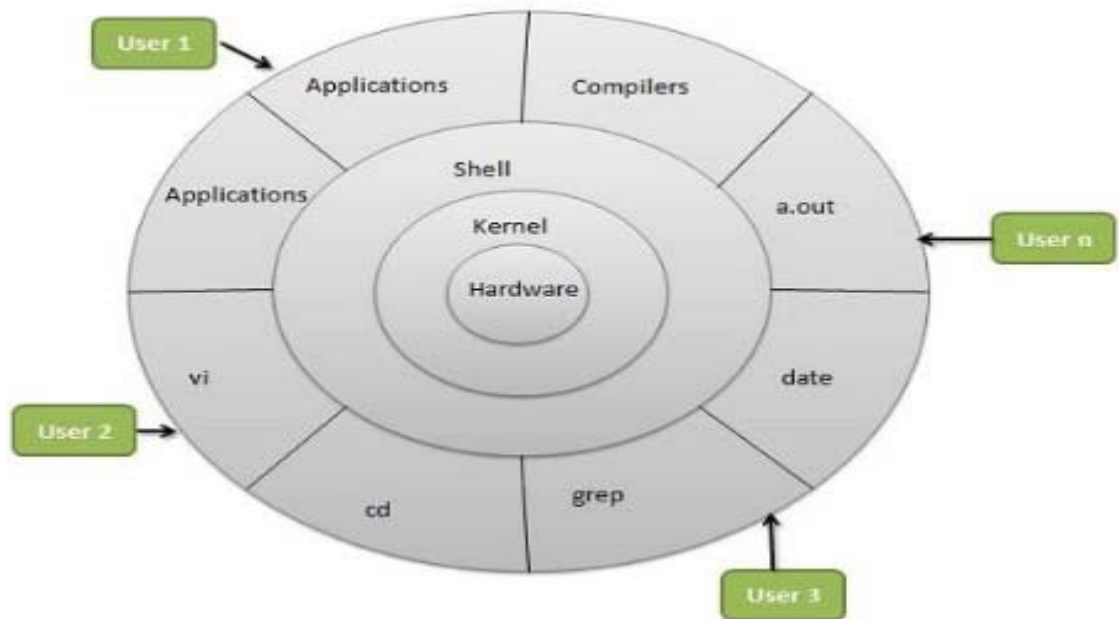 User 1
Applications
Compilers
Shell
Applications
a.out
Kernel
User n
Hardware
vi
date
User 2
cd
grep
User 3